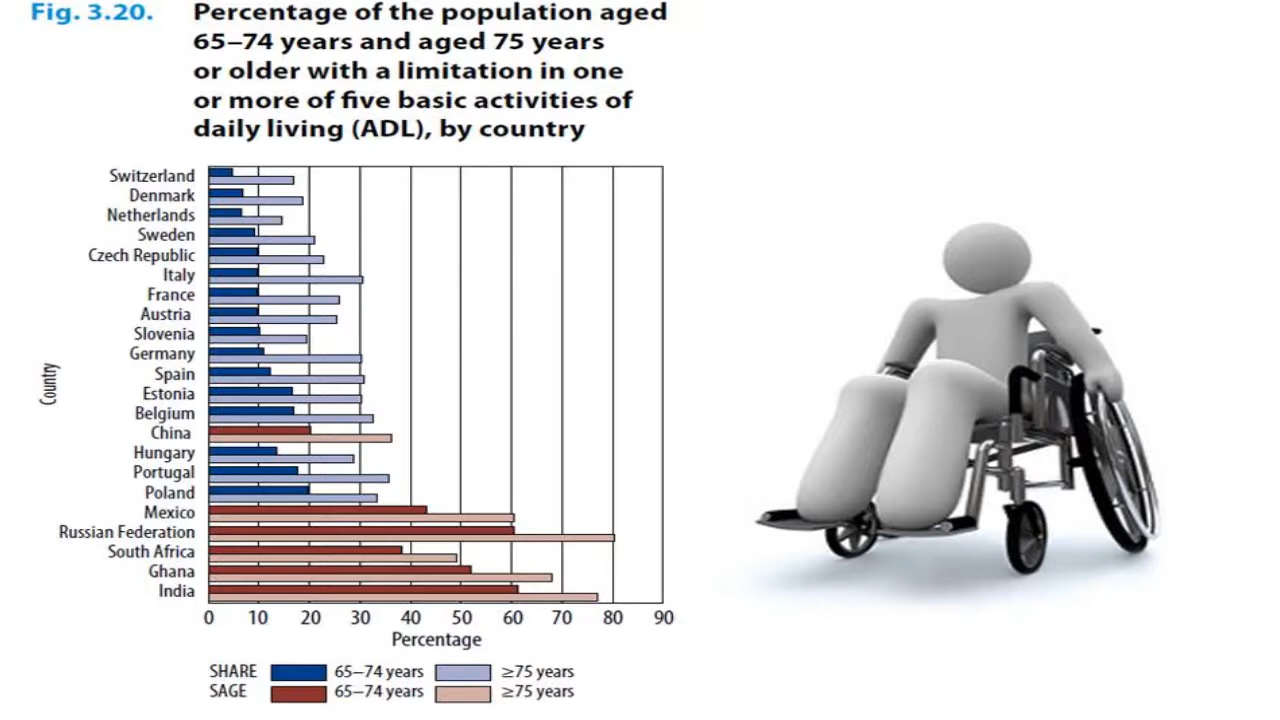 Fig. 3.20. Percentage of the population aged
65–74 years and aged 75 years
or older with a limitation in one
or more of five basic activities of
daily living (ADL), by country
Country
Switzerland
Denmark
Netherlands
Sweden
Czech Republic
Italy
France
Austria
Slovenia
Germany
Spain
Estonia
Belgium
China
Hungary
Portugal
Poland
Mexico
Russian Federation
South Africa
Ghana
India
0 10 20 30 40 50 60 70 80 90
Percentage
SHARE 65–74 years ≥75 years
SAGE 65–74 years ≥75 years